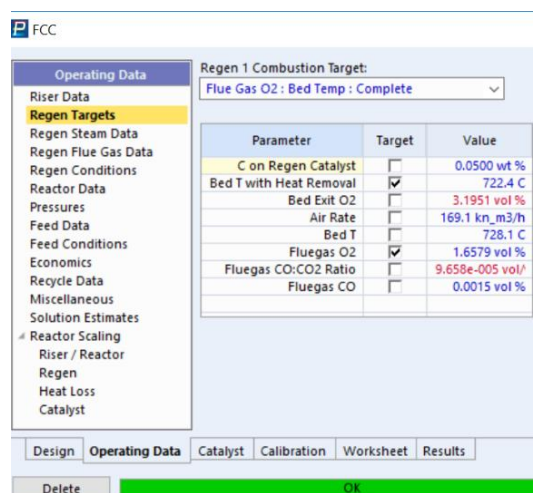 FCC
Operating Data
Riser Data
Regen Targets
Regen Steam Data
Regen Flue Gas Data
Regen Conditions
Reactor Data
Pressures
Feed Data
Feed Conditions
Economics
Recycle Data
Miscellaneous
Solution Estimates
Reactor Scaling
Riser / Reactor
Regen
Heat Loss
Catalyst
Regen 1 Combustion Target:
Flue Gas O2 : Bed Temp : Complete
Parameter Target Value
C on Regen Catalyst 0.0500 wt %
Bed T with Heat Removal 722.4 C
Bed Exit O2 3.1951 vol %
Air Rate 169.1 kn_m3/h
Bed T 728.1 C
Fluegas O2 1.6579 vol %
Fluegas CO:CO2 Ratio 9.658e-005 vol/
Fluegas CO 0.0015 vol %
Design Operating Data Catalyst Calibration Worksheet Results
Delete OK